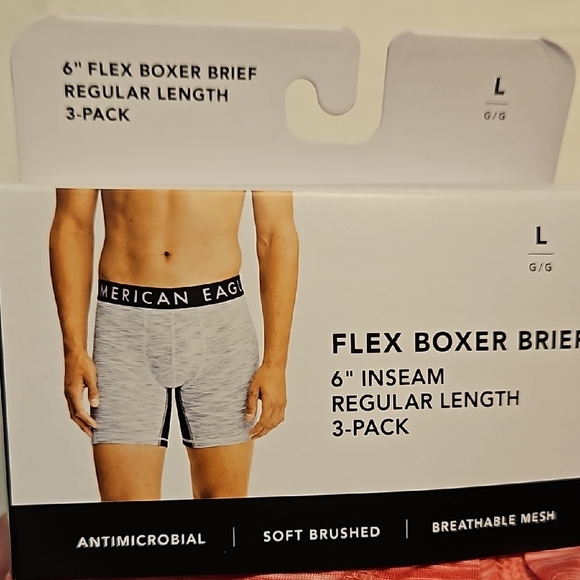 6" FLEX BOXER BRIEF
REGULAR LENGTH
3-PACK
L
G/G
L
G/G
MERICAN EAGL
FLEX BOXER BRIEF
6" INSEAM
REGULAR LENGTH
3-PACK
ANTIMICROBIAL
SOFT BRUSHED
BREATHABLE MESH